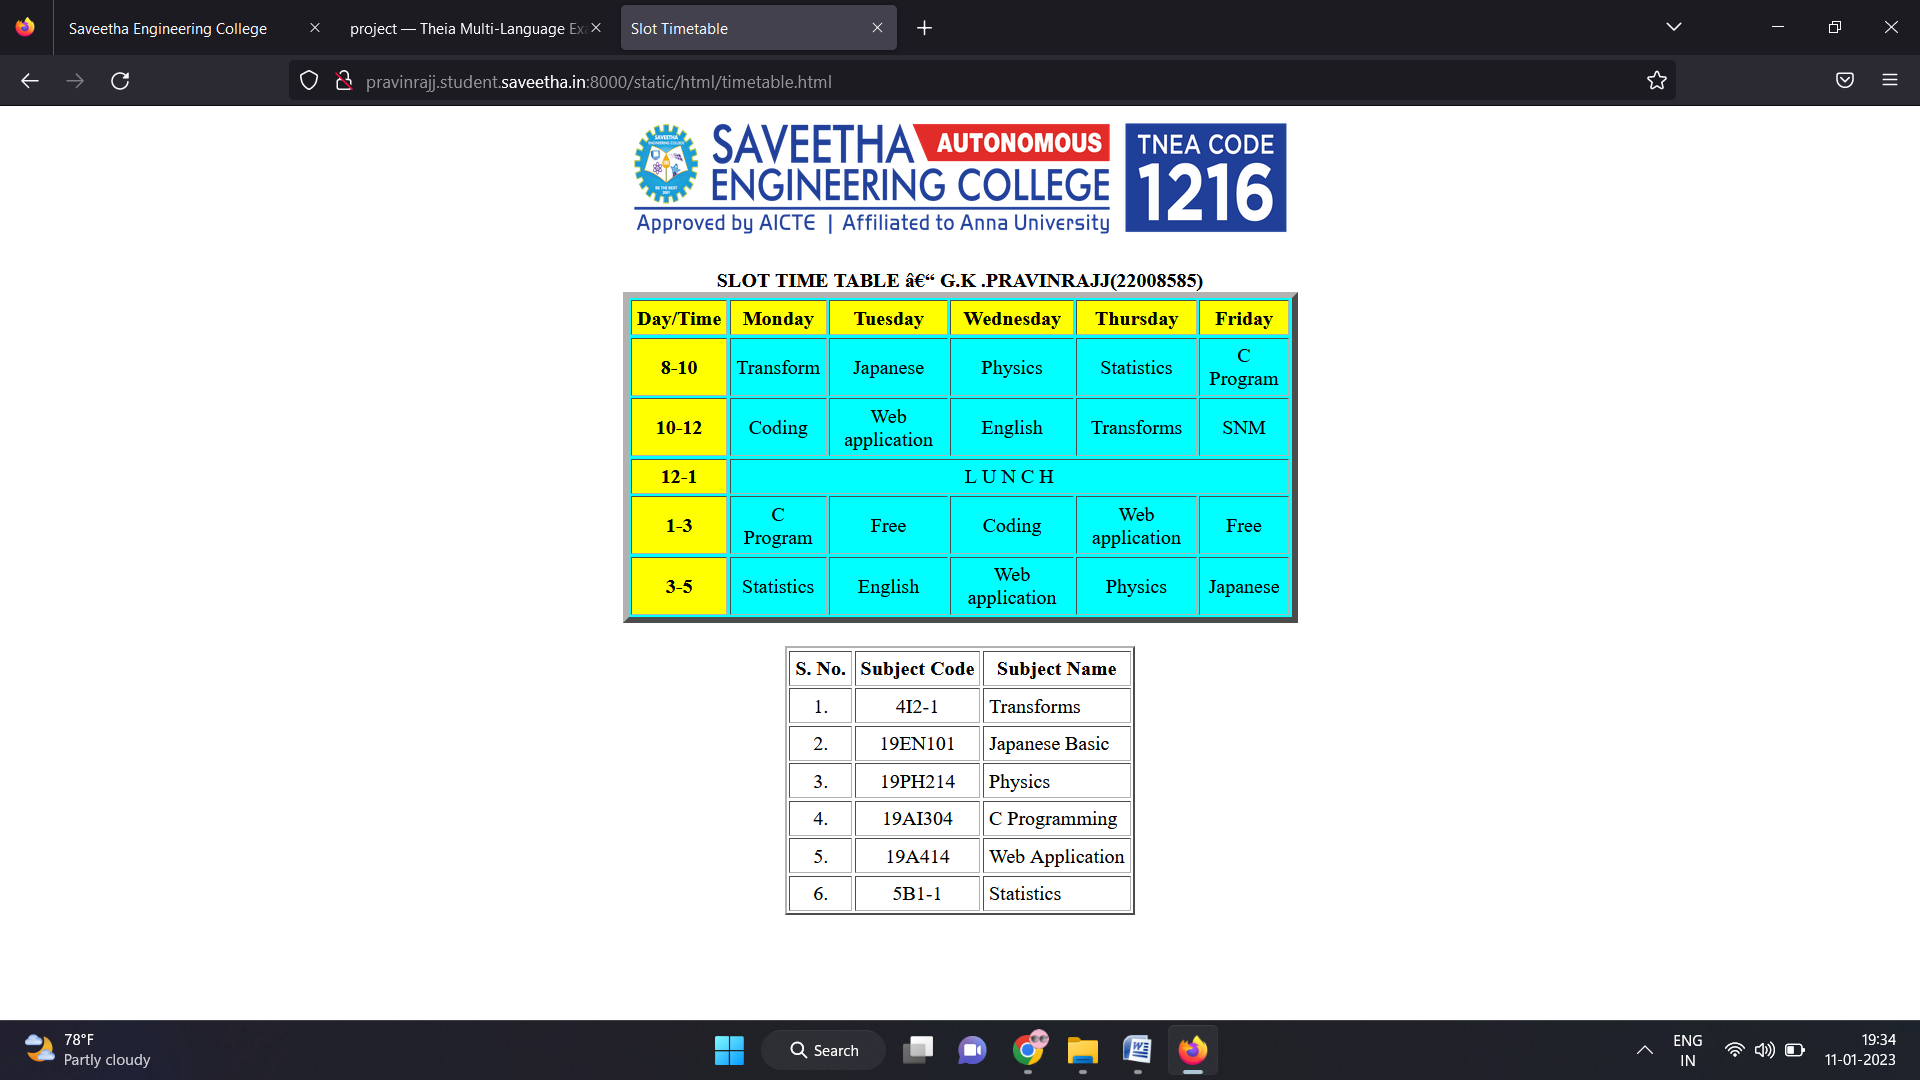 Saveetha Engineering College
project — Theia Multi-Language Exa
Slot Timetable
pravinrajj.student.saveetha.in:8000/static/html/timetable.html
SAVEETHA AUTONOMOUS
ENGINEERING COLLEGE
Approved by AICTE | Affiliated to Anna University
TNEA CODE
1216
SLOT TIME TABLE â€“ G.K .PRAVINRAJJ(22008585)
Day/Time Monday Tuesday Wednesday Thursday Friday
8-10 Transform Japanese Physics Statistics C Program
10-12 Coding Web application English Transforms SNM
12-1 L U N C H
1-3 C Program Free Coding Web application Free
3-5 Statistics English Web application Physics Japanese
S. No. Subject Code Subject Name
1. 4I2-1 Transforms
2. 19EN101 Japanese Basic
3. 19PH214 Physics
4. 19AI304 C Programming
5. 19A414 Web Application
6. 5B1-1 Statistics
78°F
Partly cloudy
Search
ENG
IN
19:34
11-01-2023